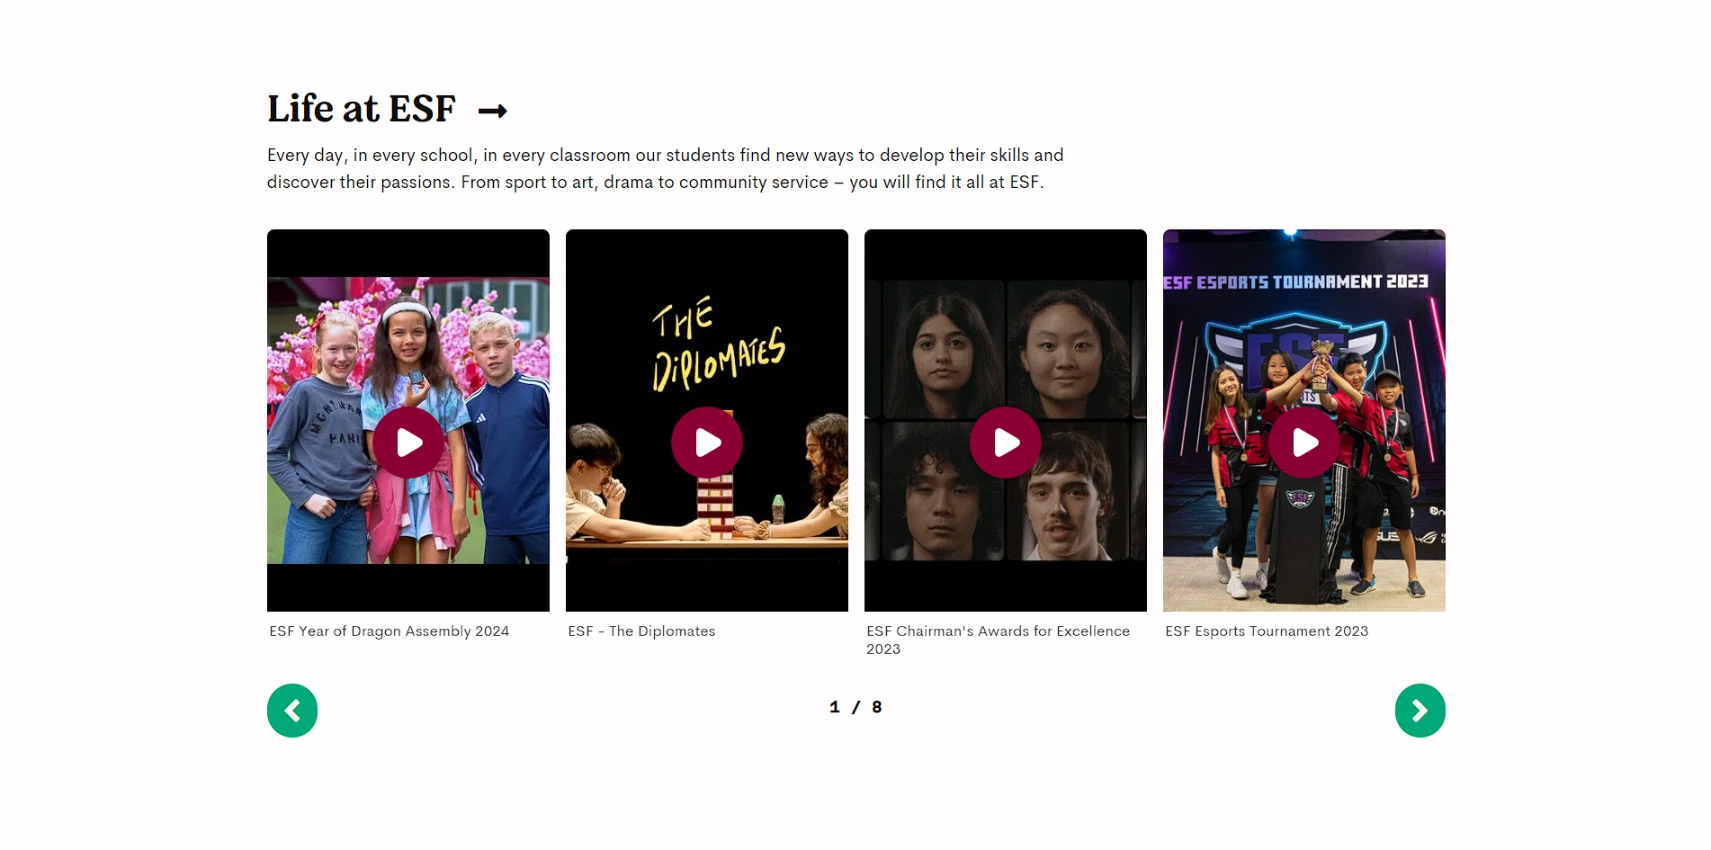 Life at ESF →
Every day, in every school, in every classroom our students find new ways to develop their skills and
discover their passions. From sport to art, drama to community service – you will find it all at ESF.
THE
DiPLOMATES
ESF ESPORTS TOURNAMENT 2023
ESF
ESF
ESF Year of Dragon Assembly 2024
ESF - The Diplomates
ESF Chairman's Awards for Excellence
2023
ESF Esports Tournament 2023
1 / 8